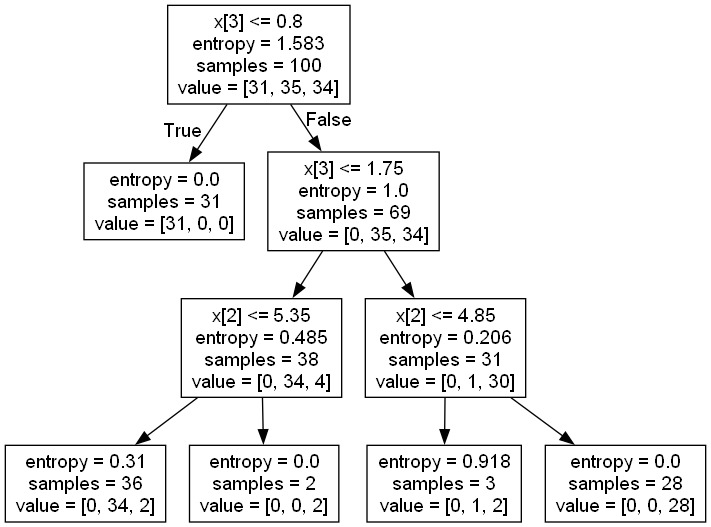 x[3] <= 0.8
entropy = 1.583
samples = 100
value = [31, 35, 34]
True
False
entropy = 0.0
samples = 31
value = [31, 0, 0]
x[3] <= 1.75
entropy = 1.0
samples = 69
value = [0, 35, 34]
x[2] <= 5.35
entropy = 0.485
samples = 38
value = [0, 34, 4]
x[2] <= 4.85
entropy = 0.206
samples = 31
value = [0, 1, 30]
entropy = 0.31
samples = 36
value = [0, 34, 2]
entropy = 0.0
samples = 2
value = [0, 0, 2]
entropy = 0.918
samples = 3
value = [0, 1, 2]
entropy = 0.0
samples = 28
value = [0, 0, 28]